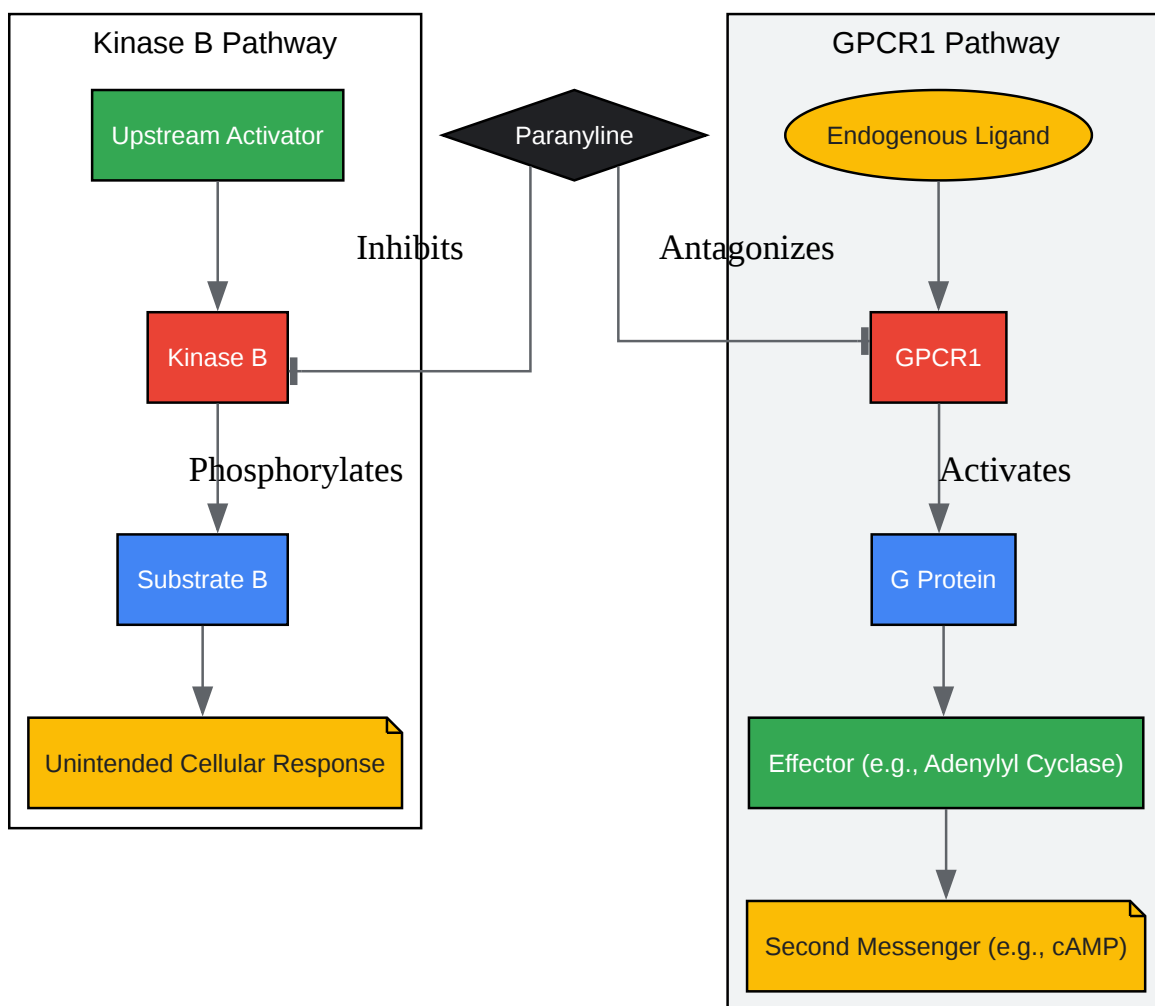 Kinase B Pathway
GPCR1 Pathway
Upstream Activator
Paranyline
Endogenous Ligand
Inhibits
Antagonizes
Kinase B
GPCR1
Phosphorylates
Activates
Substrate B
G Protein
Unintended Cellular Response
Effector (e.g., Adenylyl Cyclase)
Second Messenger (e.g., cAMP)